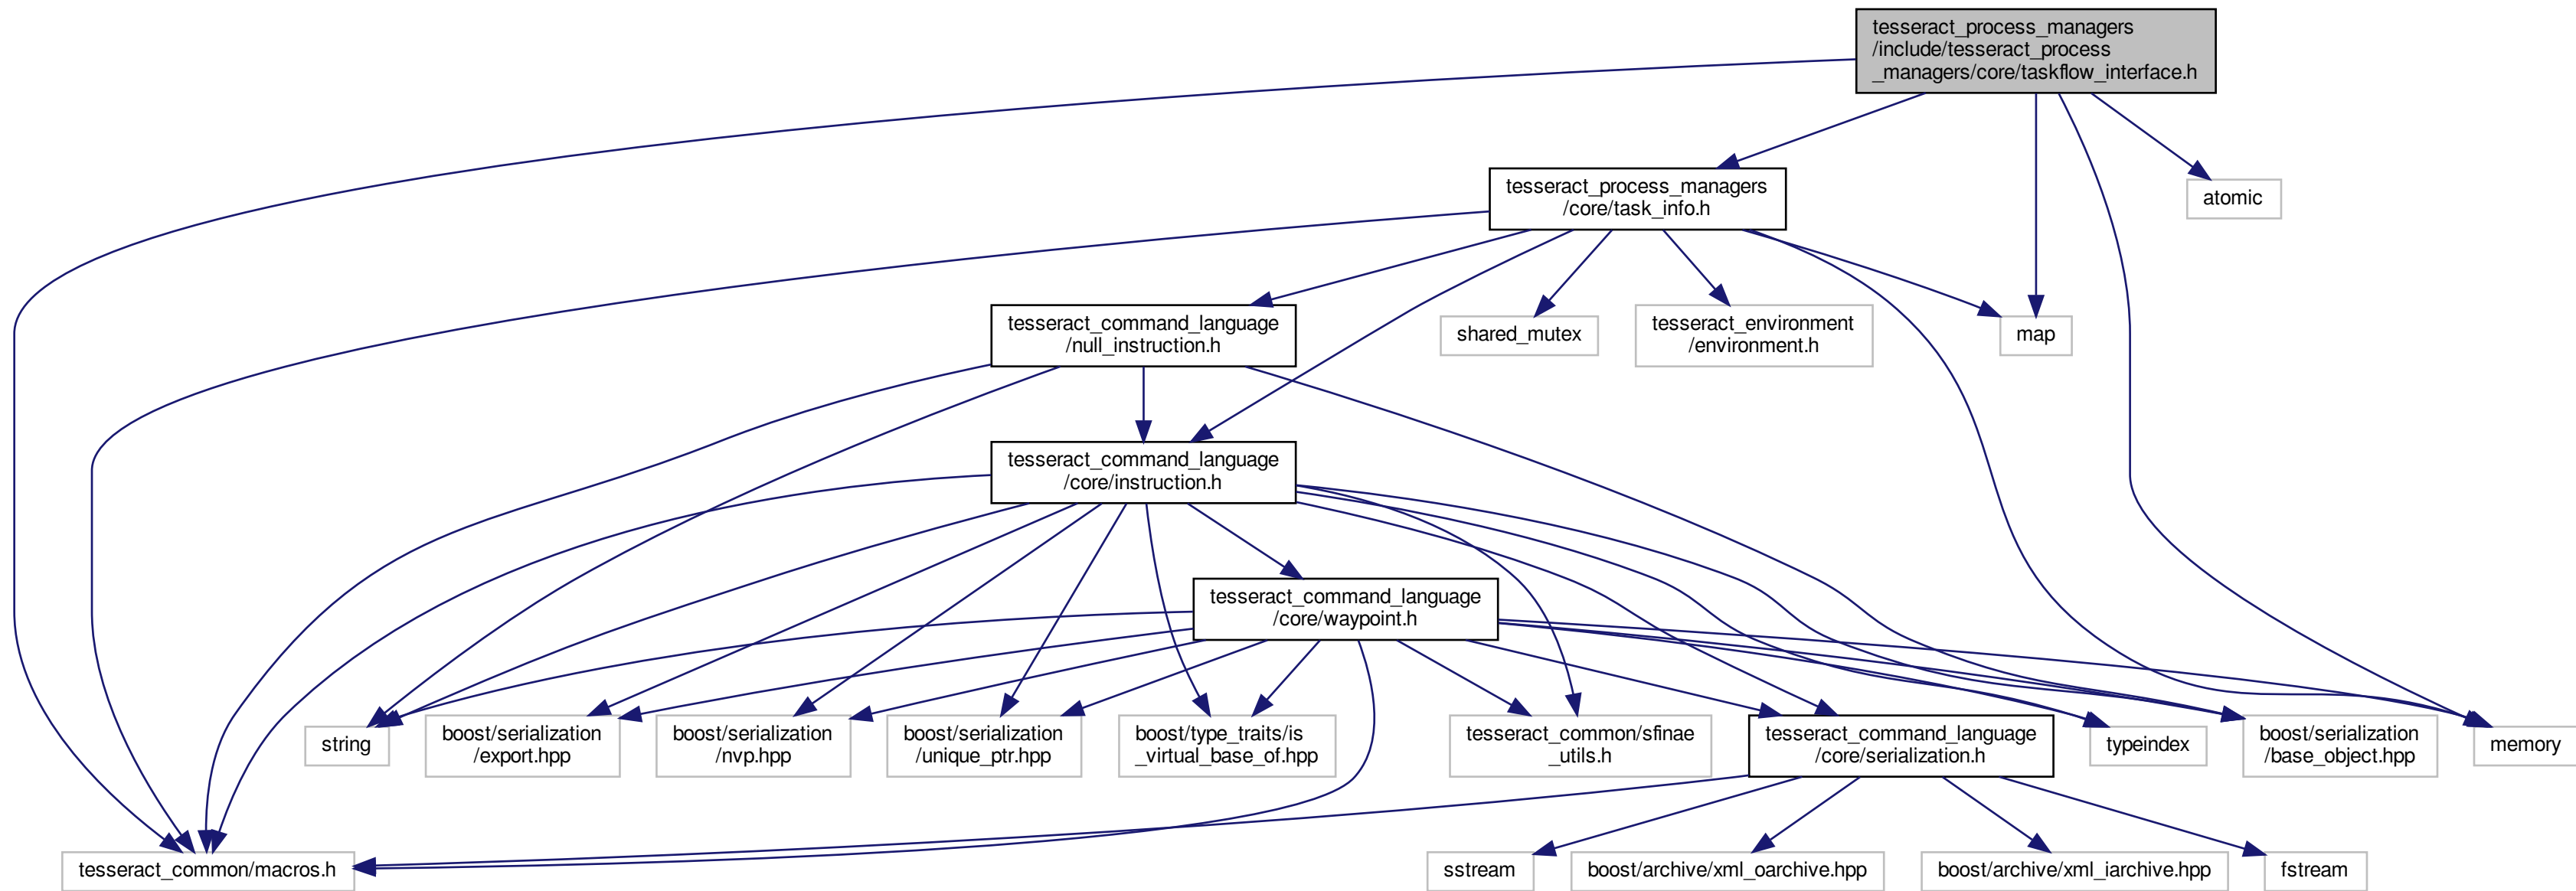 tesseract_process_managers
/include/tesseract_process
_managers/core/taskflow_interface.h
tesseract_process_managers
/core/task_info.h
atomic
tesseract_command_language
/null_instruction.h
shared_mutex
tesseract_environment
/environment.h
map
tesseract_command_language
/core/instruction.h
tesseract_command_language
/core/waypoint.h
string
boost/serialization
/export.hpp
boost/serialization
/nvp.hpp
boost/serialization
/unique_ptr.hpp
boost/type_traits/is
_virtual_base_of.hpp
tesseract_common/sfinae
_utils.h
tesseract_command_language
/core/serialization.h
typeindex
boost/serialization
/base_object.hpp
memory
tesseract_common/macros.h
sstream
boost/archive/xml_oarchive.hpp
boost/archive/xml_iarchive.hpp
fstream